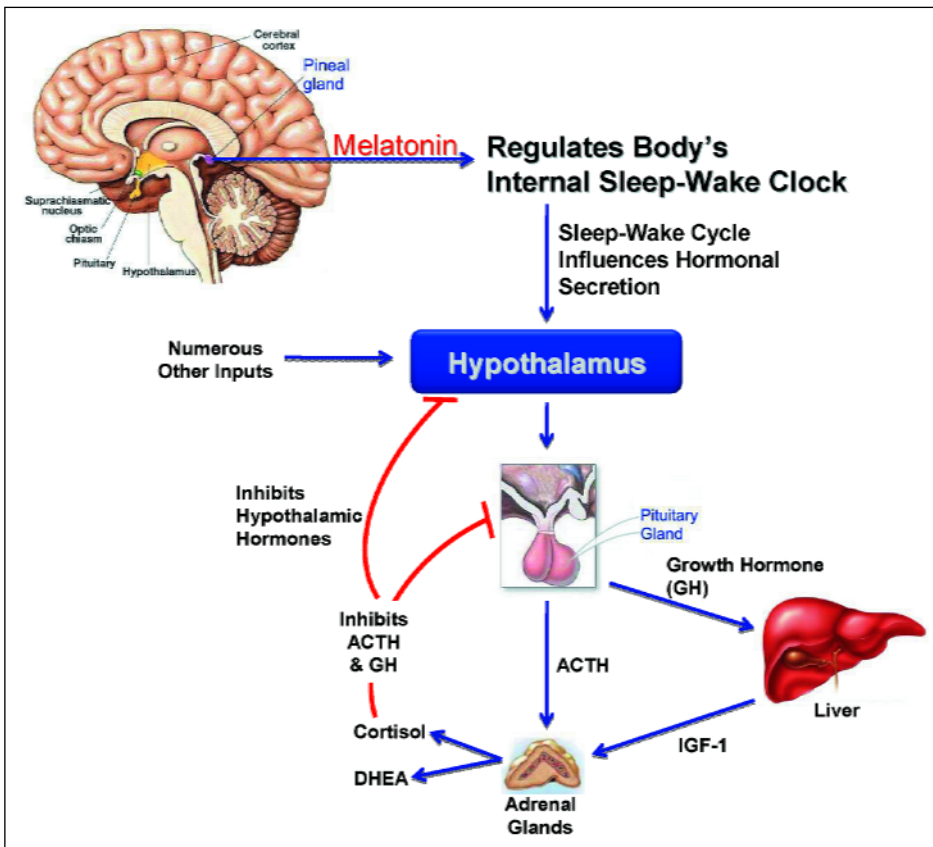 Cerebral
cortex
Pineal
gland
Melatonin
Regulates Body's
Internal Sleep-Wake Clock
Suprachiasmatic
nucleus
Optic
chiasm
Pituitary
Hypothalamus
Sleep-Wake Cycle
Influences Hormonal
Secretion
Numerous
Other Inputs
Hypothalamus
Inhibits
Hypothalamic
Hormones
Pituitary
Gland
Growth Hormone
(GH)
Inhibits
ACTH
& GH
ACTH
Liver
IGF-1
Cortisol
DHEA
Adrenal
Glands